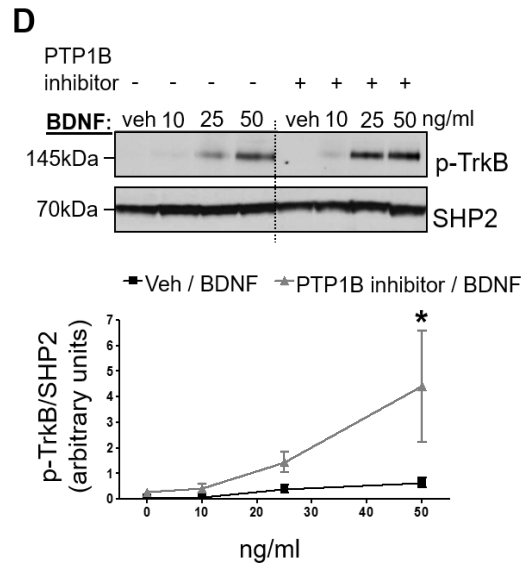 D
PTP1B
inhibitor - - - - + + + +
BDNF: veh 10 25 50 veh 10 25 50 ng/ml
145kDa p-TrkB
70kDa SHP2
Veh / BDNF PTP1B inhibitor / BDNF
*
7
6
5
4
3
2
1
0
p-TrkB/SHP2
(arbitrary units)
0 10 20 30 40 50
ng/ml